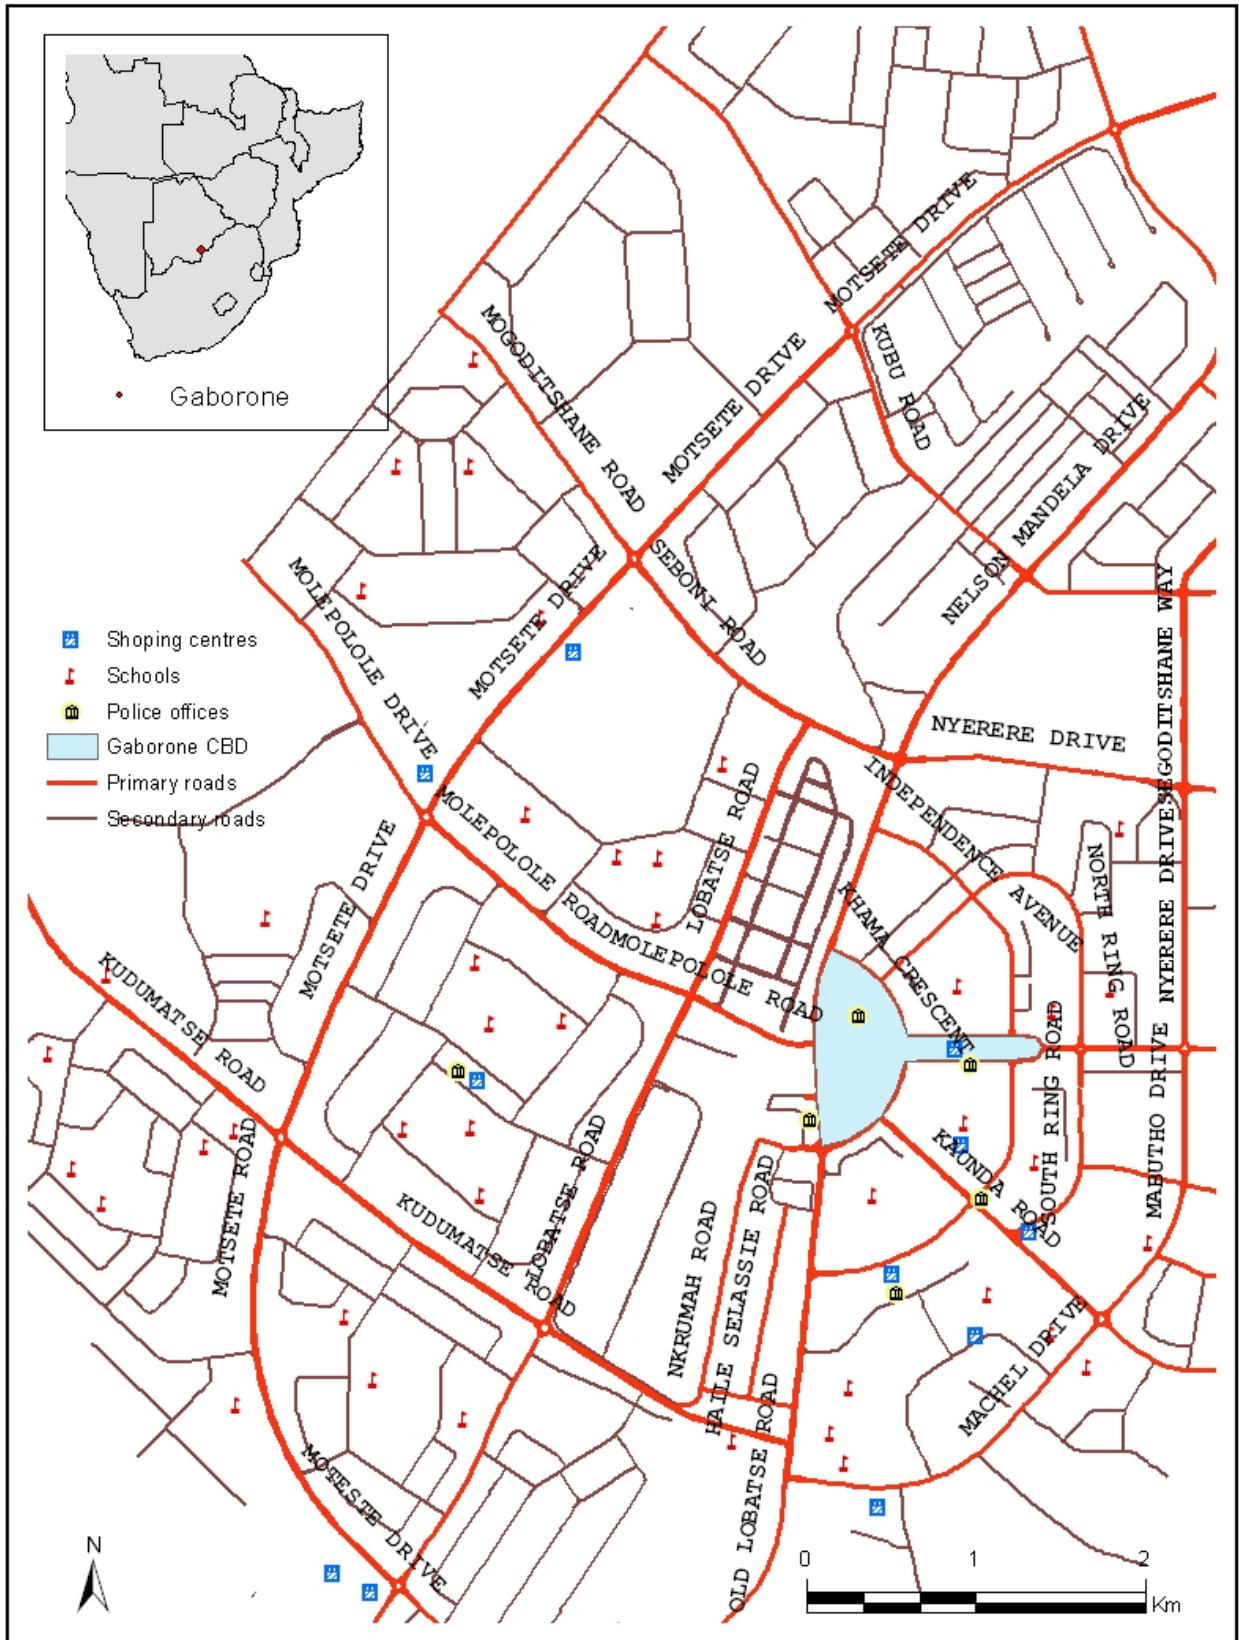 Gaborone
MOTSETE DRIVE
KUBU ROAD
MOGODITSHANE ROAD
MOTSETE DRIVE
NELSON MANDELA DRIVE
SEBONI ROAD
MOLEPOLOLE DRIVE
MOTSETE DRIVE
SEGODITSHANE WAY
Shoping centres
Schools
Police offices
Gaborone CBD
Primary roads
Secondary roads
NYERERE DRIVE
NYERERE DRIVE
INDEPENDENCE AVENUE
LOBATSE ROAD
MOLEPOLOLE ROAD
MOLEPOLOLE ROAD
MOTSETE DRIVE
KHAMA CRESCENT
NORTH RING ROAD
KUDUMATSE ROAD
SOUTH RING ROAD
MABUTHO DRIVE
MOTSETE ROAD
KAUNDA ROAD
KUDUMATSE ROAD
LOBATSE ROAD
NKRUMAH ROAD
HAILE SELASSIE ROAD
MACHEL DRIVE
OLD LOBATSE ROAD
MOTESTE DRIVE
N
0 1 2
Km